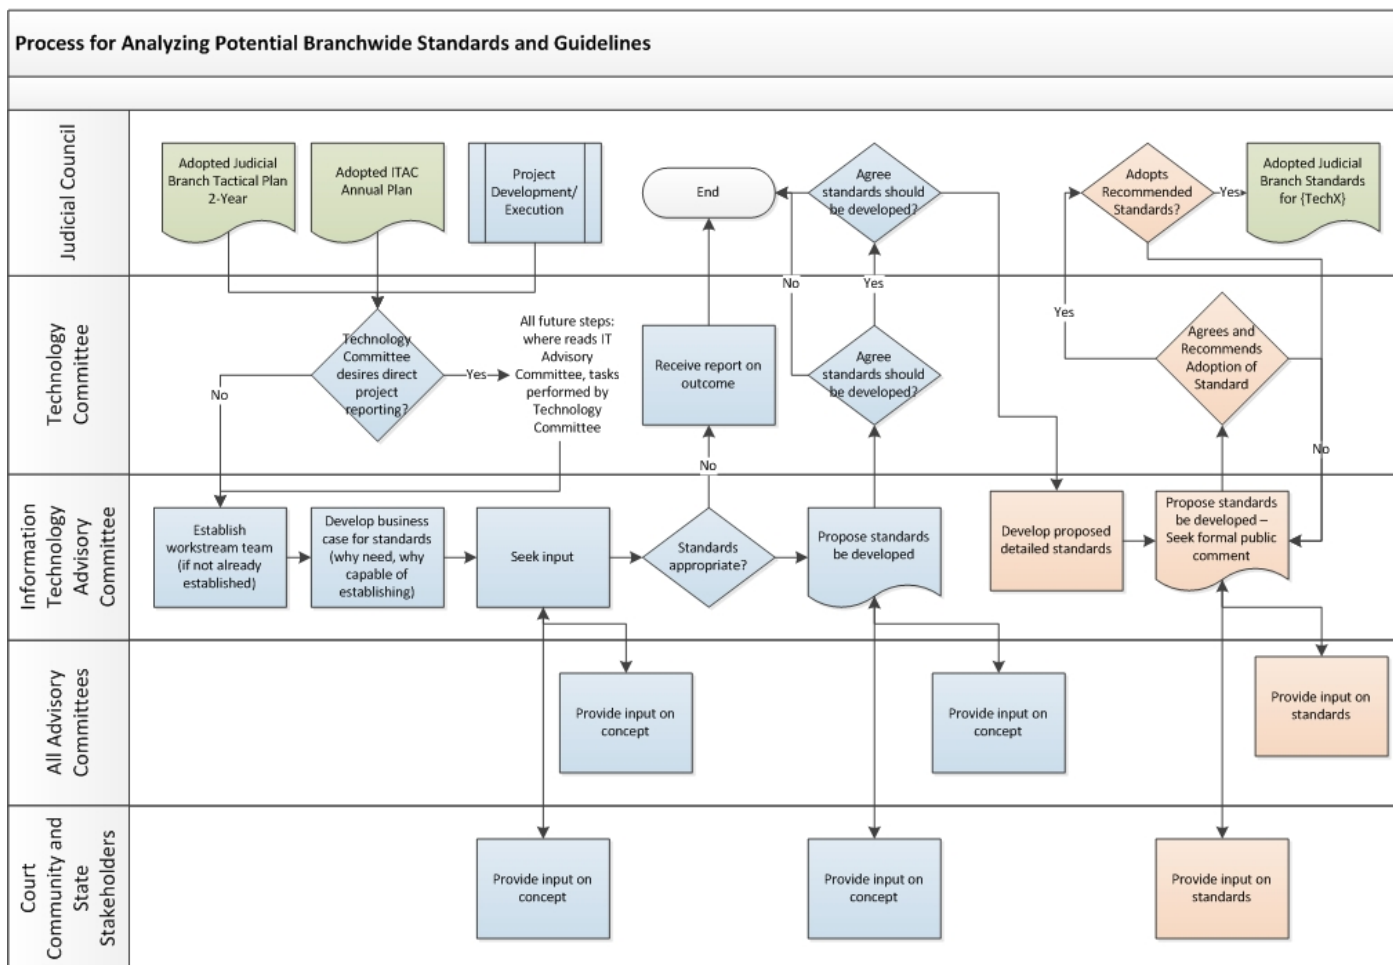 Process for Analyzing Potential Branchwide Standards and Guidelines
Judicial Council
Adopted Judicial
Branch Tactical Plan
2-Year
Adopted ITAC
Annual Plan
Project
Development/
Execution
End
Agree
standards should
be developed?
Adopts
Recommended
Standards?
Yes
Adopted Judicial
Branch Standards
for {TechX}
Technology
Committee
Technology
Committee
desires direct
project
reporting?
Yes
No
All future steps:
where reads IT
Advisory
Committee, tasks
performed by
Technology
Committee
Receive report on
outcome
No
Yes
Agree
standards should
be developed?
Yes
Agrees and
Recommends
Adoption of
Standard
No
No
Information
Technology
Advisory
Committee
Establish
workstream team
(if not already
established)
Develop business
case for standards
(why need, why
capable of
establishing)
Seek input
Standards
appropriate?
Propose standards
be developed
Develop proposed
detailed standards
Propose standards
be developed –
Seek formal public
comment
All Advisory
Committees
Provide input on
concept
Provide input on
concept
Provide input on
standards
Court
Community and
State
Stakeholders
Provide input on
concept
Provide input on
concept
Provide input on
standards